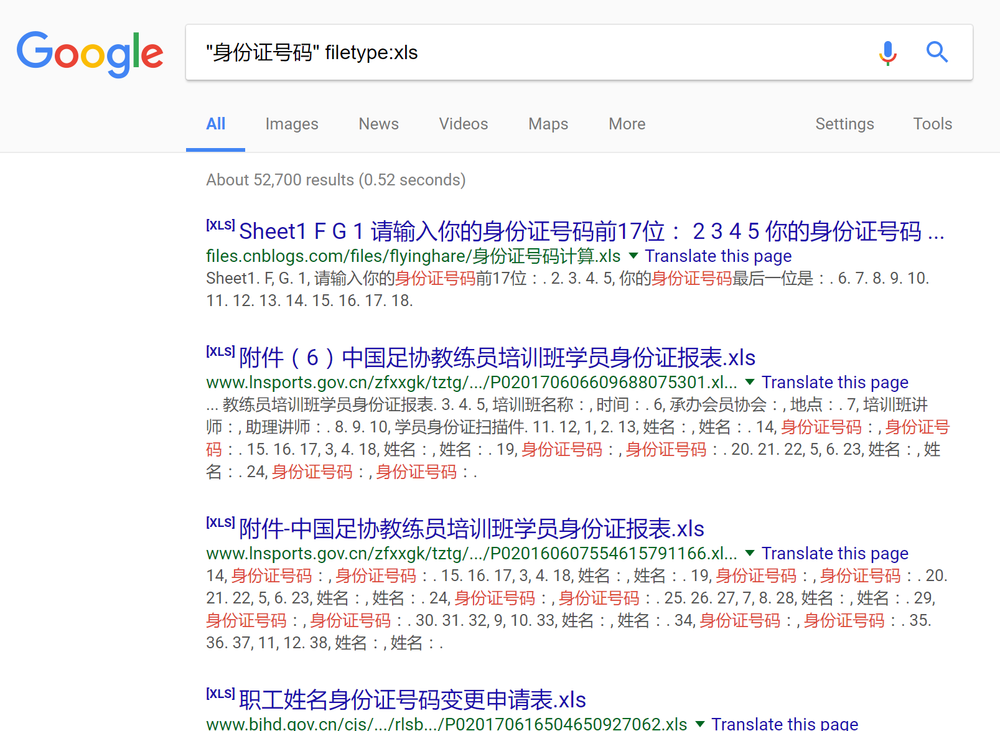 Google
"身份证号码" filetype:xls
All Images News Videos Maps More Settings Tools
About 52,700 results (0.52 seconds)
[XLS] Sheet1 F G 1 请输入你的身份证号码前17位： 2 3 4 5 你的身份证号码 ...
files.cnblogs.com/files/flyinghare/身份证号码计算.xls ▼ Translate this page
Sheet1. F, G. 1, 请输入你的身份证号码前17位：. 2. 3. 4. 5, 你的身份证号码最后一位是：. 6. 7. 8. 9. 10.
11. 12. 13. 14. 15. 16. 17. 18.
[XLS] 附件（6）中国足协教练员培训班学员身份证报表.xls
www.lnsports.gov.cn/zfxxgk/tztg/.../P020170606609688075301.xl... ▼ Translate this page
... 教练员培训班学员身份证报表. 3. 4. 5, 培训班名称：, 时间：. 6, 承办会员协会：, 地点：. 7, 培训班讲
师：, 助理讲师：. 8. 9. 10, 学员身份证扫描件. 11. 12, 1, 2. 13, 姓名：, 姓名：. 14, 身份证号码：, 身份证号
码：. 15. 16. 17, 3, 4. 18, 姓名：, 姓名：. 19, 身份证号码：, 身份证号码：. 20. 21. 22, 5, 6. 23, 姓名：, 姓
名：. 24, 身份证号码：, 身份证号码：.
[XLS] 附件-中国足协教练员培训班学员身份证报表.xls
www.lnsports.gov.cn/zfxxgk/tztg/.../P020160607554615791166.xl... ▼ Translate this page
14, 身份证号码：, 身份证号码：. 15. 16. 17, 3, 4. 18, 姓名：, 姓名：. 19, 身份证号码：, 身份证号码：. 20.
21. 22, 5, 6. 23, 姓名：, 姓名：. 24, 身份证号码：, 身份证号码：. 25. 26. 27, 7, 8. 28, 姓名：, 姓名：. 29,
身份证号码：, 身份证号码：. 30. 31. 32, 9, 10. 33, 姓名：, 姓名：. 34, 身份证号码：, 身份证号码：. 35.
36. 37, 11, 12. 38, 姓名：, 姓名：.
[XLS] 职工姓名身份证号码变更申请表.xls
www.bjhd.gov.cn/cjs/.../rlsb.../P020170616504650927062.xls ▼ Translate this page